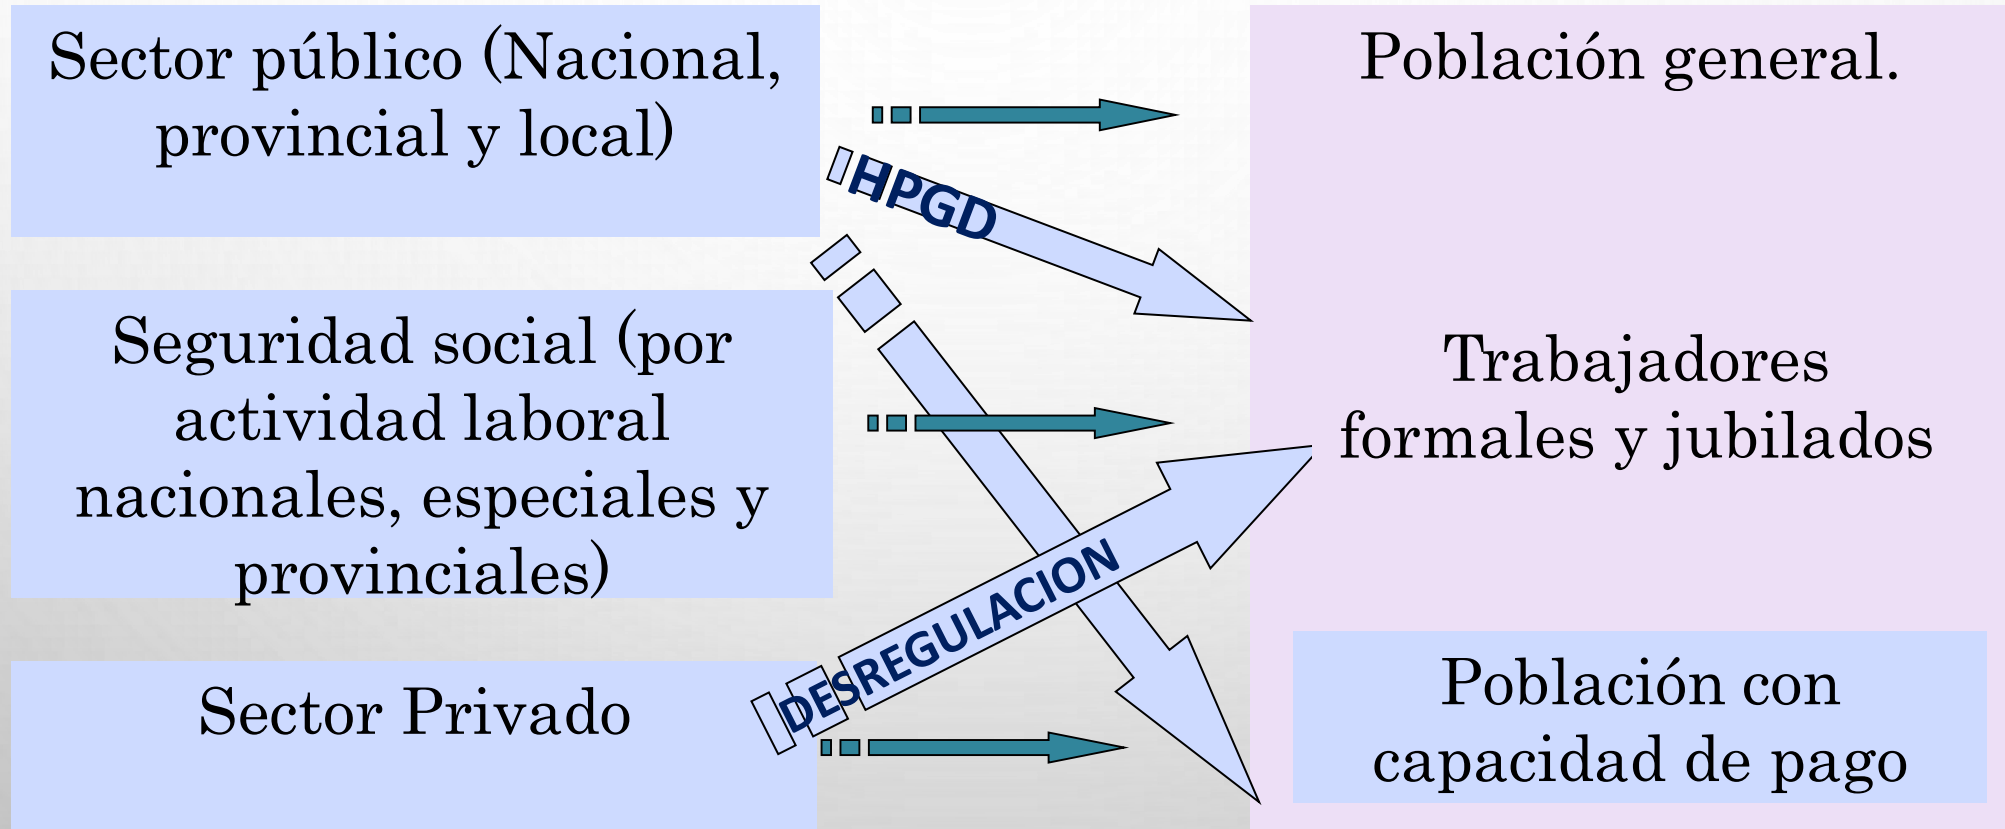 Sector público (Nacional,
provincial y local)
Población general.
HPGD
Seguridad social (por
actividad laboral
nacionales, especiales y
provinciales)
Trabajadores
formales y jubilados
DESREGULACION
Sector Privado
Población con
capacidad de pago